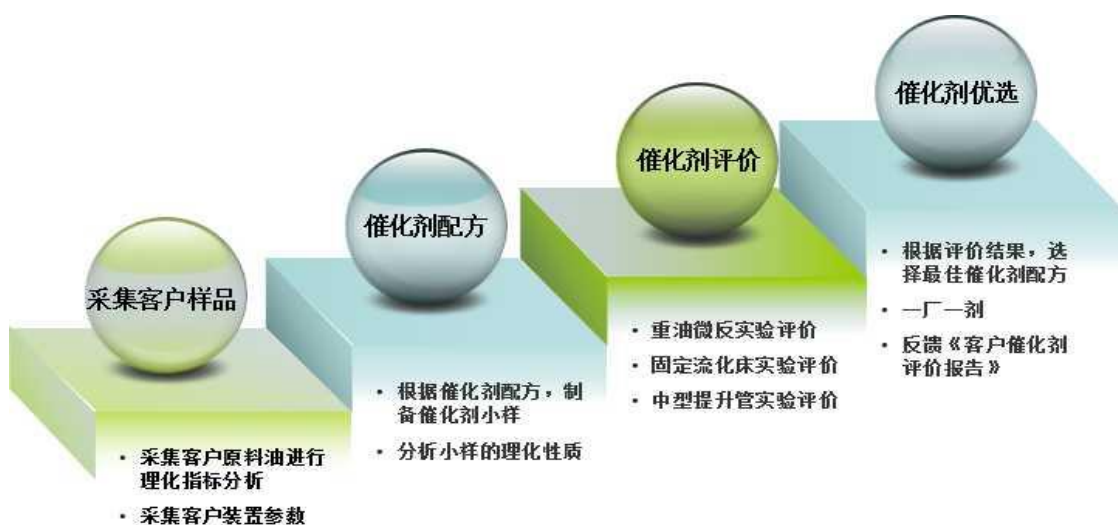 采集客户样品
• 采集客户原料油进行
理化指标分析
• 采集客户装置参数
催化剂配方
• 根据催化剂配方，制
备催化剂小样
• 分析小样的理化性质
催化剂评价
• 重油微反实验评价
• 固定流化床实验评价
• 中型提升管实验评价
催化剂优选
• 根据评价结果，选
择最佳催化剂配方
• 一厂一剂
• 反馈《客户催化剂
评价报告》